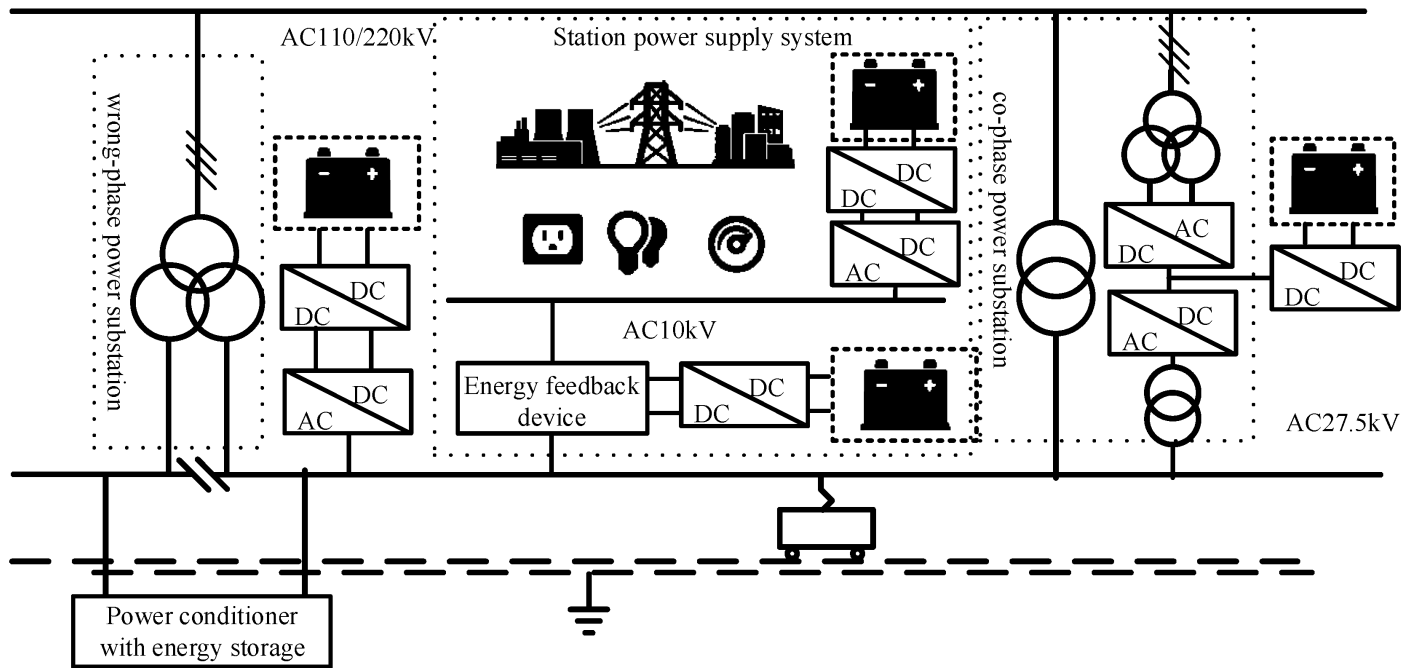 AC110/220kV
Station power supply system
wrong-phase power substation
co-phase power substation
- +
- +
- +
DC
DC
DC
AC
DC
DC
DC
AC
AC
DC
DC
DC
DC
AC
AC10kV
Energy feedback
device
DC
DC
- +
DC
AC
AC27.5kV
Power conditioner
with energy storage